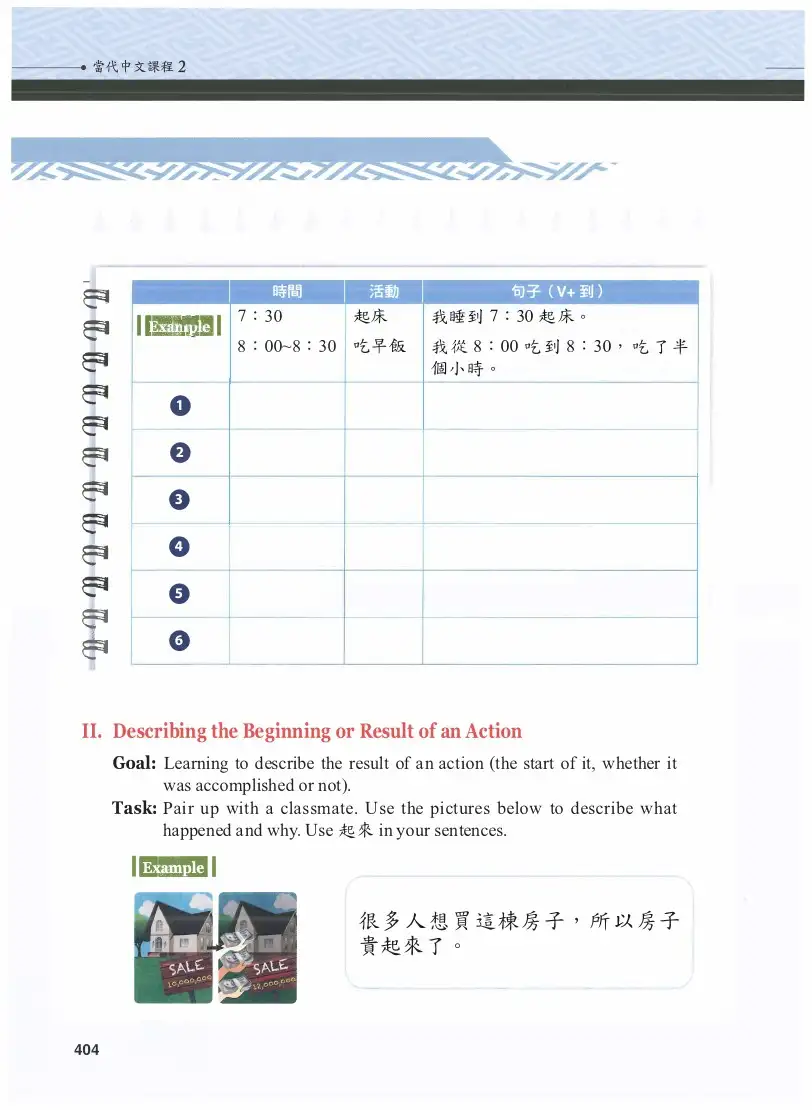 當代中文課程 2
時間 活動 句子（V+ 到）
Example
7：30 起床 我睡到 7：30 起床。
8：00~8：30 吃早飯 我從 8：00 吃到 8：30，吃了半
個小時。
1
2
3
4
5
6
II. Describing the Beginning or Result of an Action
Goal: Learning to describe the result of an action (the start of it, whether it
was accomplished or not).
Task: Pair up with a classmate. Use the pictures below to describe what
happened and why. Use 起來 in your sentences.
Example
很多人想買這棟房子，所以房子
貴起來了。
SALE
10,000,000
SALE
12,000,000
404